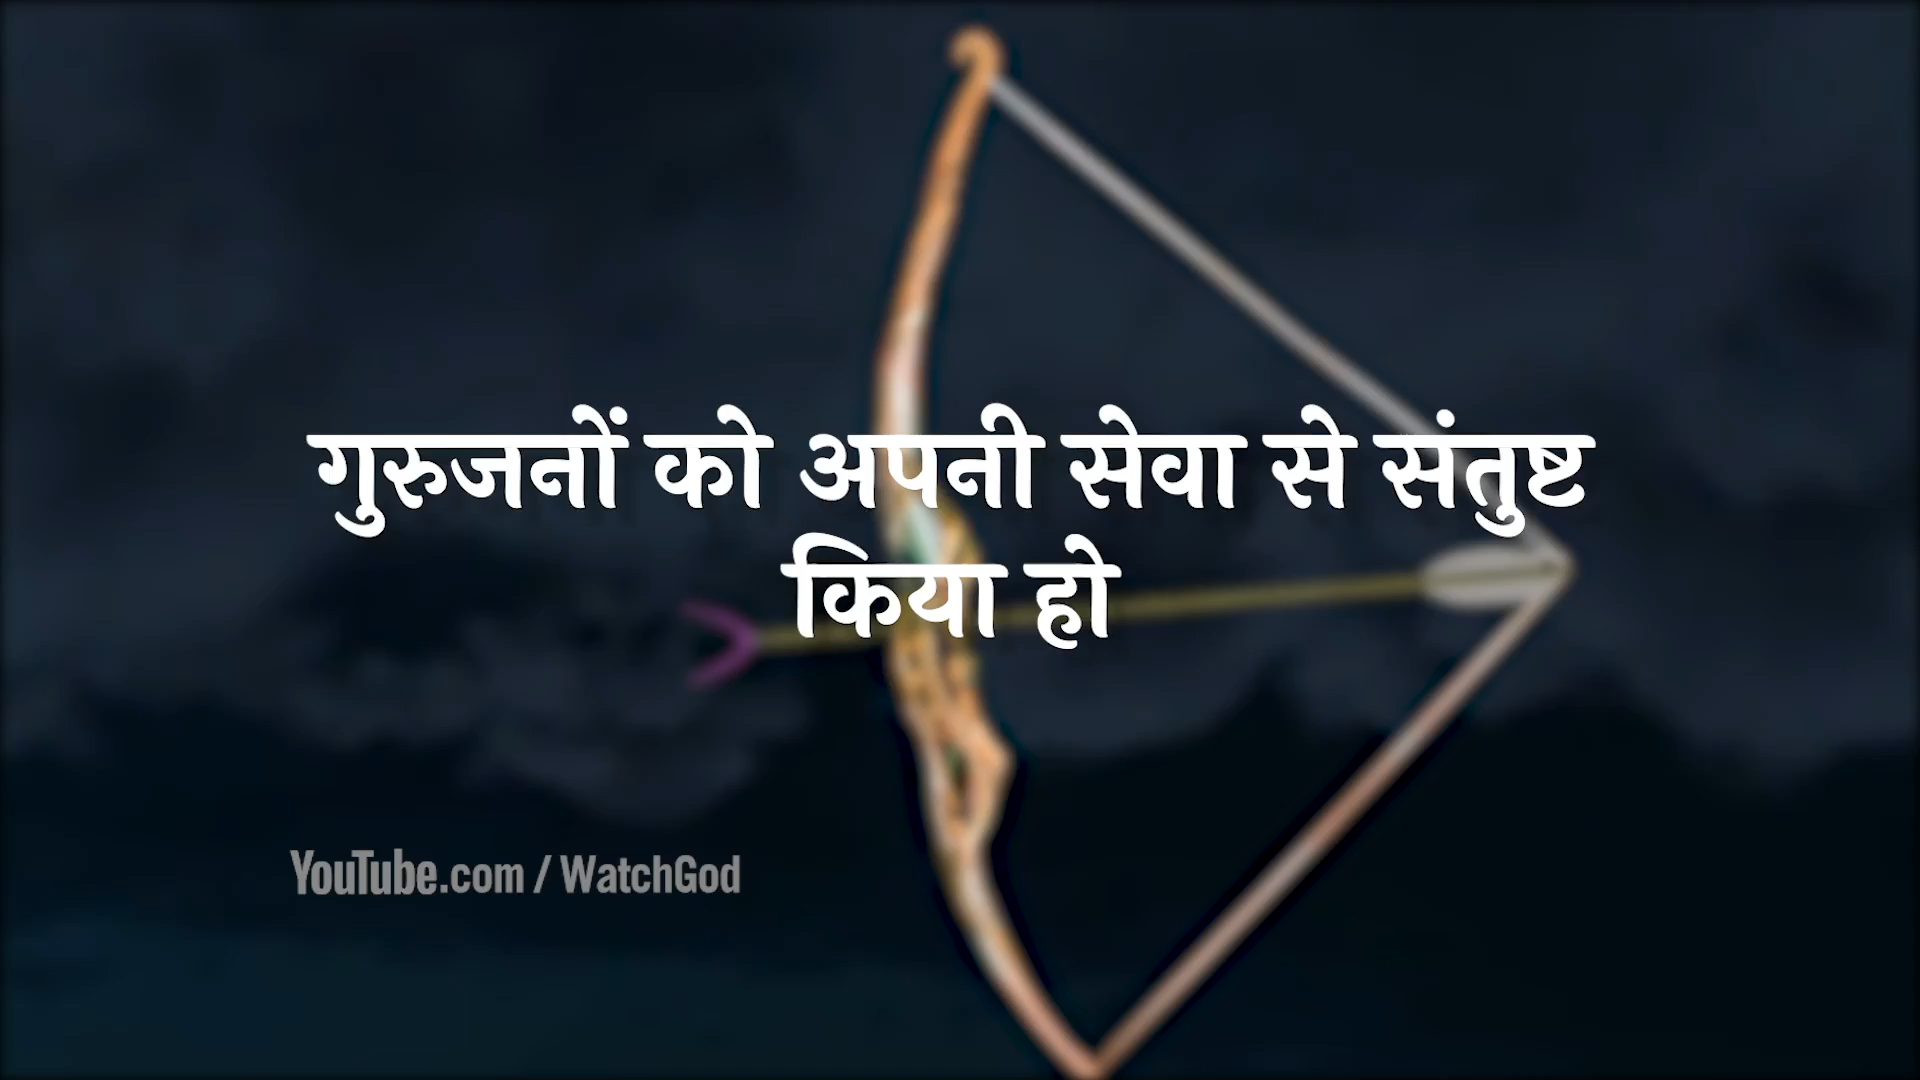 गुरुजनों को अपनी सेवा से संतुष्ट
किया हो
YouTube.com / WatchGod